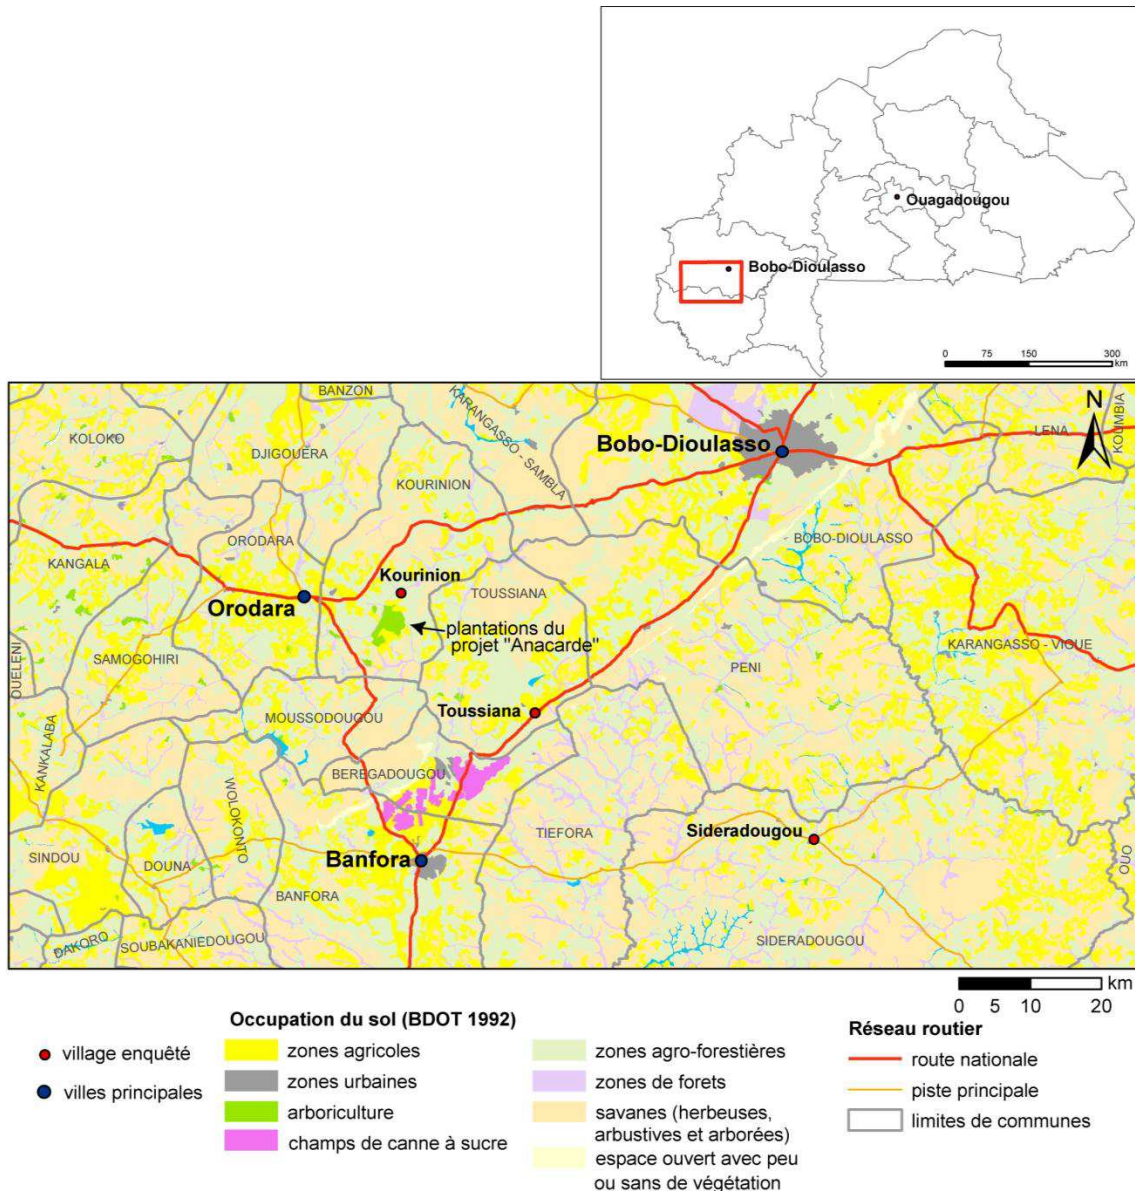 Ouagadougou
Bobo-Dioulasso
0 75 150 300
km
BANZON
KARANGASSO - SAMBLA
KOLOKO
DJIGOUERA
KOURINION
Bobo-Dioulasso
LENA
KOUMBIA
N
ORODARA
KANGALA
BOBO-DIOULASSO
Kourinion
TOUSSIANA
Orodara
plantations du
projet "Anacarde"
OUELENI
SAMOGOHIRI
PENI
KARANGASSO - VIGUE
MOUSSODOUGOU
Toussiana
KANKALABA
BEREGADOUGOU
WOLOKONTO
TIEFORA
Sideradougou
SINDOU
DOUNA
Banfora
OUO
BANFORA
DAKORO
SOUBAKANIEDOUGOU
SIDERADOUGOU
km
0 5 10 20
Occupation du sol (BDOT 1992)
Réseau routier
village enquêté
villes principales
zones agricoles
zones urbaines
arboriculture
champs de canne à sucre
zones agro-forestières
zones de forets
savanes (herbeuses,
arbustives et arborées)
espace ouvert avec peu
ou sans de végétation
route nationale
piste principale
limites de communes